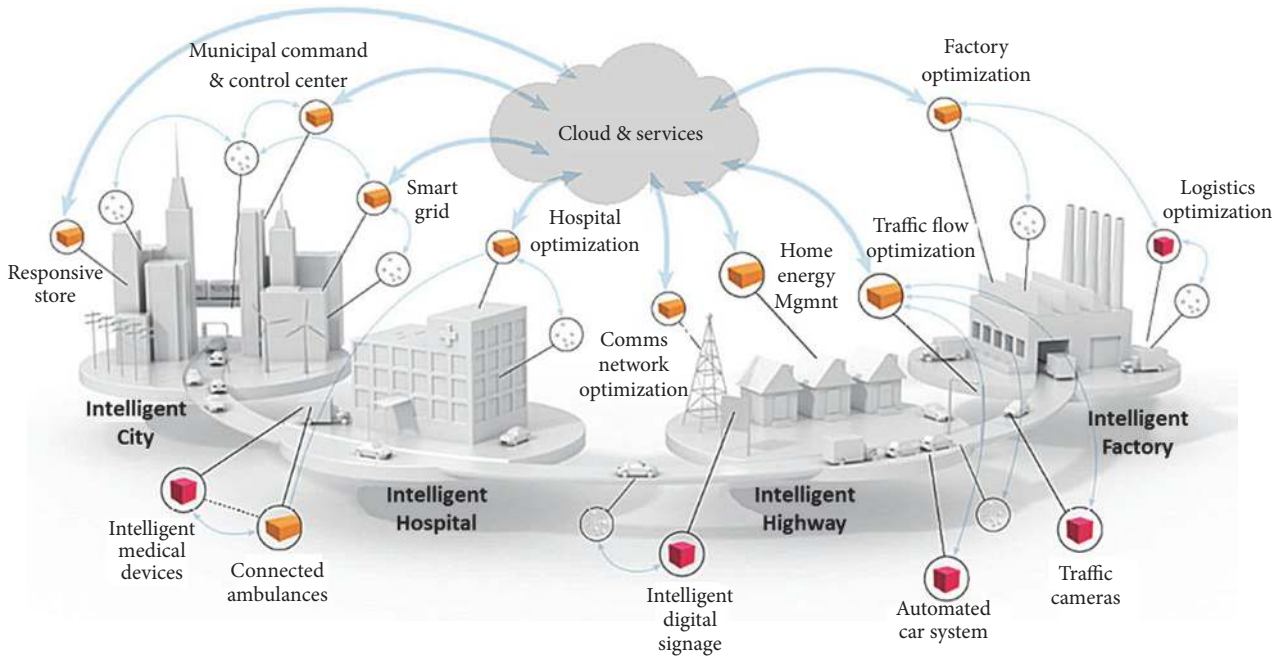 Municipal command
& control center
Factory
optimization
Cloud & services
Smart
grid
Logistics
optimization
Hospital
optimization
Traffic flow
optimization
Responsive
store
Home
energy
Mgmnt
Comms
network
optimization
Intelligent
City
Intelligent
Factory
Intelligent
Hospital
Intelligent
Highway
Intelligent
medical
devices
Connected
ambulances
Intelligent
digital
signage
Automated
car system
Traffic
cameras